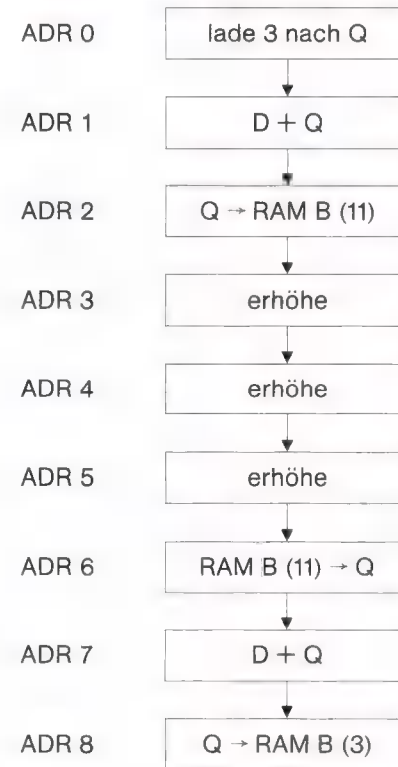 ADR 0 lade 3 nach Q
ADR 1 D + Q
ADR 2 Q → RAM B (11)
ADR 3 erhöhe
ADR 4 erhöhe
ADR 5 erhöhe
ADR 6 RAM B (11) → Q
ADR 7 D + Q
ADR 8 Q → RAM B (3)